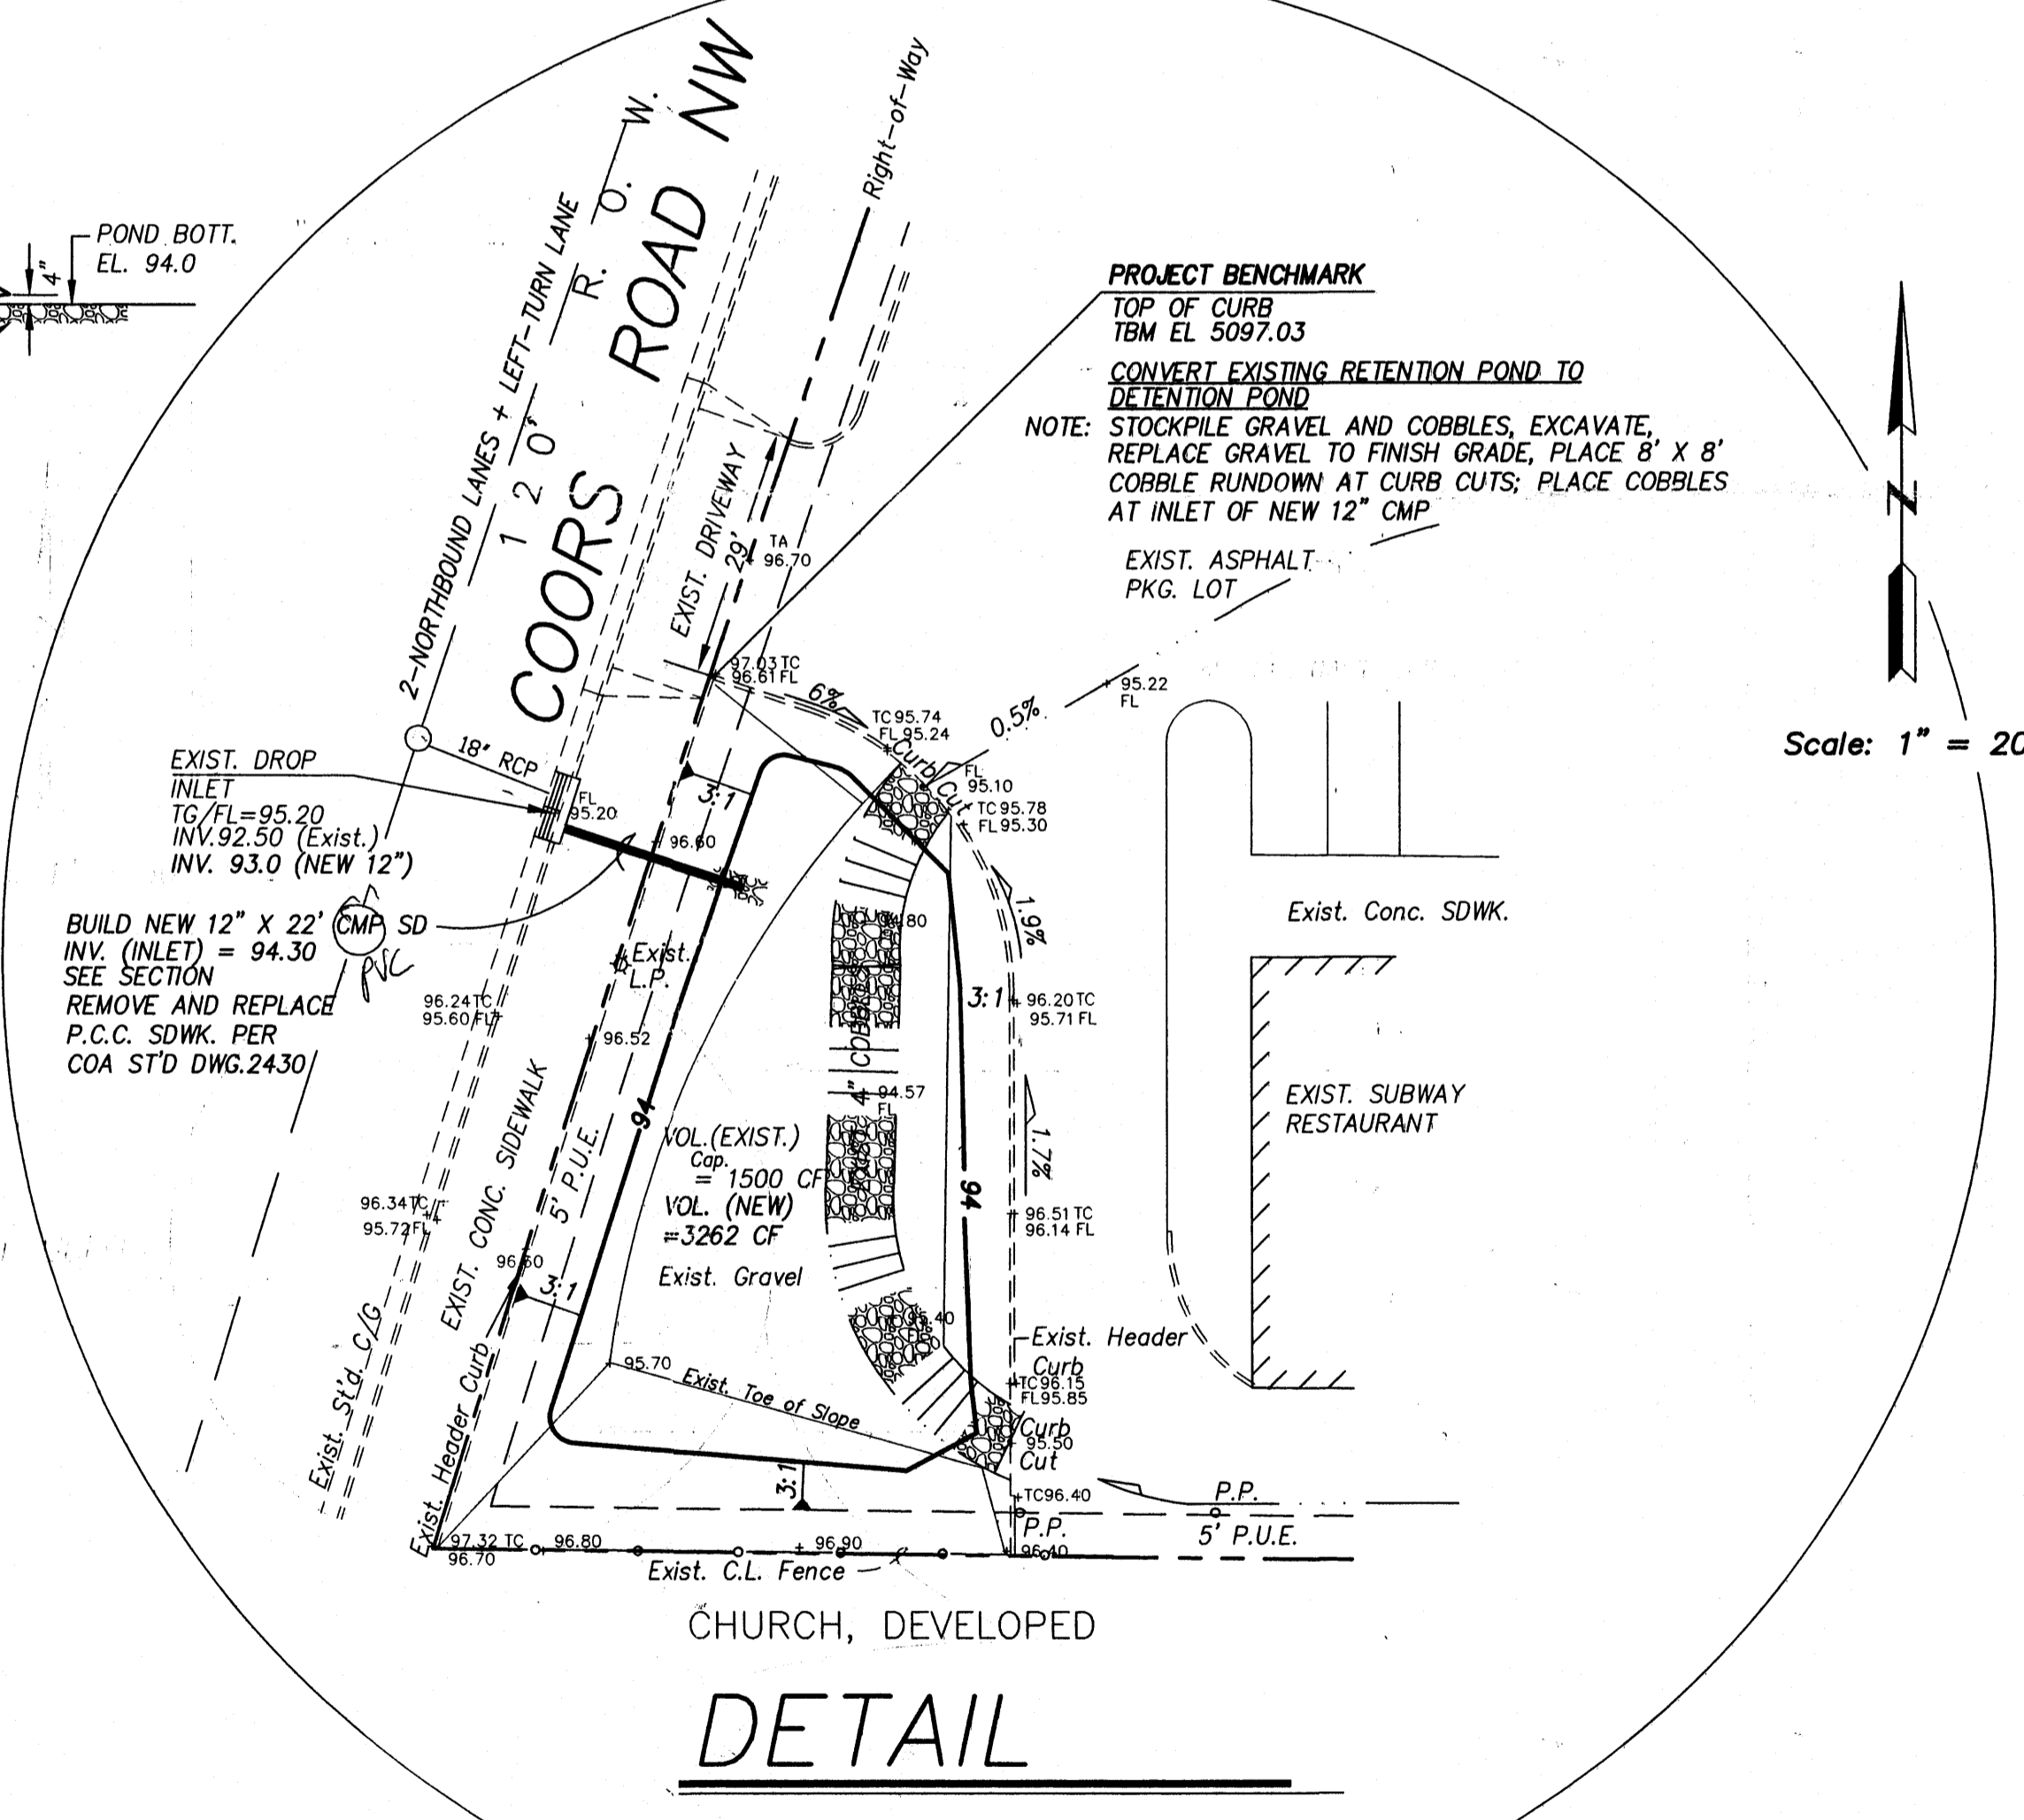 POND BOTT.
EL. 94.0
4"
COORS ROAD NW
120' R. O. W.
2-NORTHBOUND LANES + LEFT-TURN LANE
Right-of-Way
PROJECT BENCHMARK
TOP OF CURB
TBM EL 5097.03
CONVERT EXISTING RETENTION POND TO
DETENTION POND
NOTE: STOCKPILE GRAVEL AND COBBLES, EXCAVATE,
REPLACE GRAVEL TO FINISH GRADE, PLACE 8' X 8'
COBBLE RUNDOWN AT CURB CUTS; PLACE COBBLES
AT INLET OF NEW 12" CMP
EXIST. ASPHALT
PKG. LOT
N
Scale: 1" = 20
EXIST. DRIVEWAY
29'
TA
96.70
97.03 TC
96.61 FL
6%
TC 95.74
FL 95.24
0.5%
95.22
FL
Curb Cut
FL
95.10
TC 95.78
FL 95.30
18" RCP
EXIST. DROP
INLET
TG/FL=95.20
INV.92.50 (Exist.)
INV. 93.0 (NEW 12")
FL
95.20
3:1
96.60
BUILD NEW 12" X 22' CMP SD
INV. (INLET) = 94.30
SEE SECTION
REMOVE AND REPLACE
P.C.C. SDWK. PER
COA ST'D DWG.2430
PVC
Exist.
L.P.
96.24 TC
95.60 FL
96.52
94.80
1.9%
3:1
96.20 TC
95.71 FL
Exist. Conc. SDWK.
EXIST. SUBWAY
RESTAURANT
4" COBBLE
94.57
FL
94
94
1.7%
VOL.(EXIST.)
Cap.
= 1500 CF
VOL. (NEW)
=3262 CF
Exist. Gravel
EXIST. CONC. SIDEWALK
5' P.U.E.
96.34 TC
95.72 FL
96.51 TC
96.14 FL
96.60
3:1
95.40
FL
Exist. Header
Curb
TC 96.15
FL 95.85
Curb
95.50
Cut
Exist. St'd. C/G
Exist. Header Curb
95.70
Exist. Toe of Slope
3:1
TC96.40
P.P.
P.P.
5' P.U.E.
97.32 TC
96.70
96.80
96.90
96.40
Exist. C.L. Fence
CHURCH, DEVELOPED
DETAIL